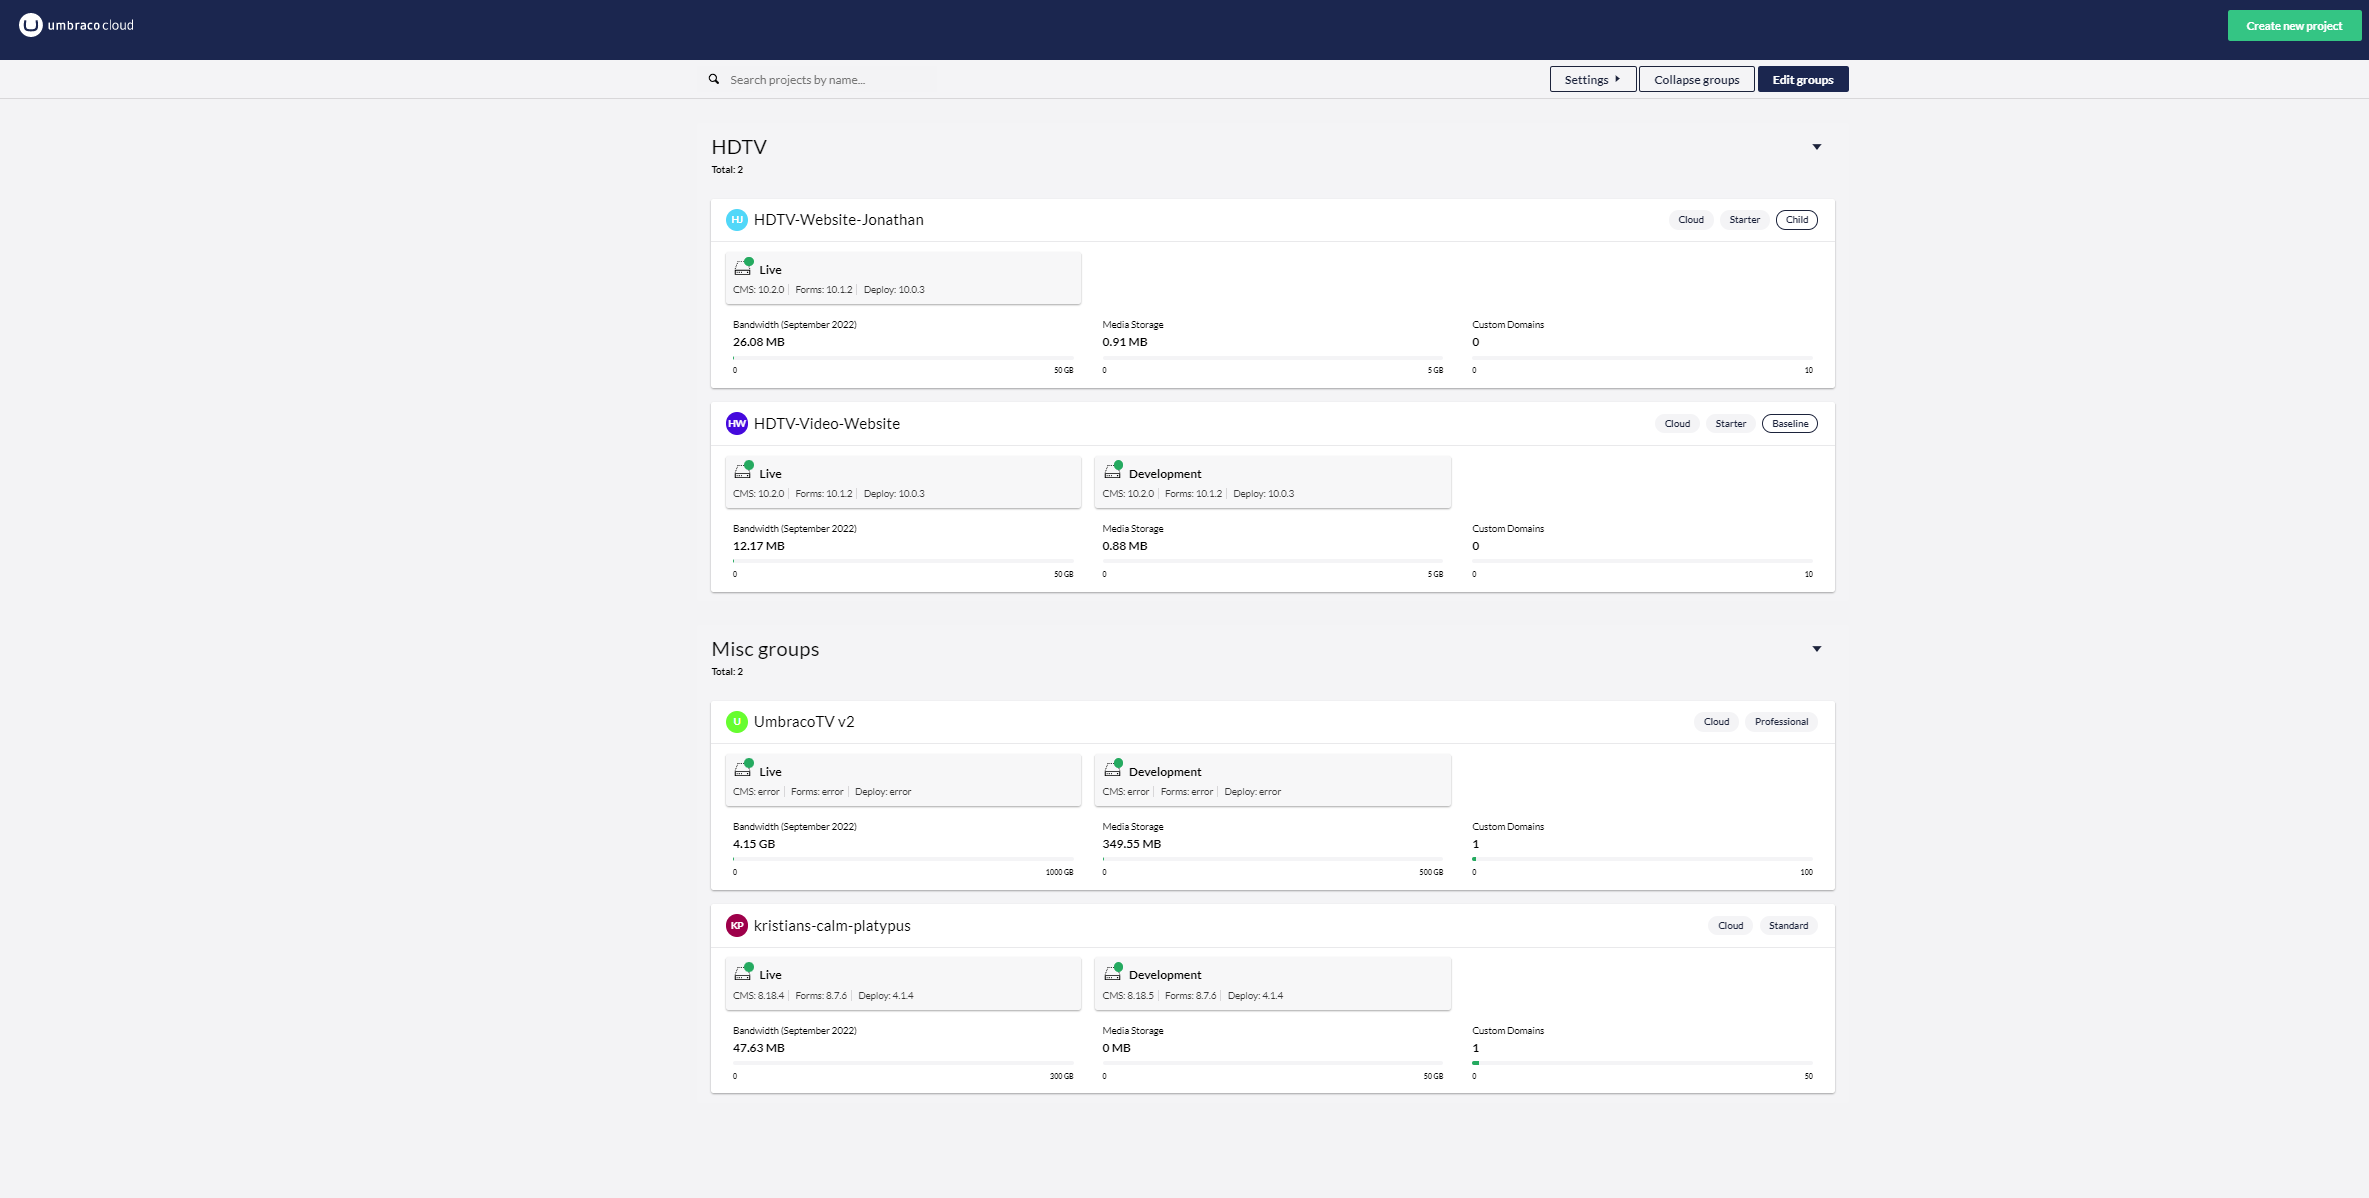 umbraco cloud
Create new project
Search projects by name...
Settings
Collapse groups
Edit groups
HDTV
Total: 2
HJ HDTV-Website-Jonathan Cloud Starter Child
Live
CMS: 10.2.0 Forms: 10.1.2 Deploy: 10.0.3
Bandwidth (September 2022) Media Storage Custom Domains
26.08 MB 0.91 MB 0
0 50 GB 0 5 GB 0 10
HW HDTV-Video-Website Cloud Starter Baseline
Live Development
CMS: 10.2.0 Forms: 10.1.2 Deploy: 10.0.3 CMS: 10.2.0 Forms: 10.1.2 Deploy: 10.0.3
Bandwidth (September 2022) Media Storage Custom Domains
12.17 MB 0.88 MB 0
0 50 GB 0 5 GB 0 10
Misc groups
Total: 2
U UmbracoTV v2 Cloud Professional
Live Development
CMS: error Forms: error Deploy: error CMS: error Forms: error Deploy: error
Bandwidth (September 2022) Media Storage Custom Domains
4.15 GB 349.55 MB 1
0 1000 GB 0 500 GB 0 100
KP kristians-calm-platypus Cloud Standard
Live Development
CMS: 8.18.4 Forms: 8.7.6 Deploy: 4.1.4 CMS: 8.18.5 Forms: 8.7.6 Deploy: 4.1.4
Bandwidth (September 2022) Media Storage Custom Domains
47.63 MB 0 MB 1
0 300 GB 0 50 GB 0 50